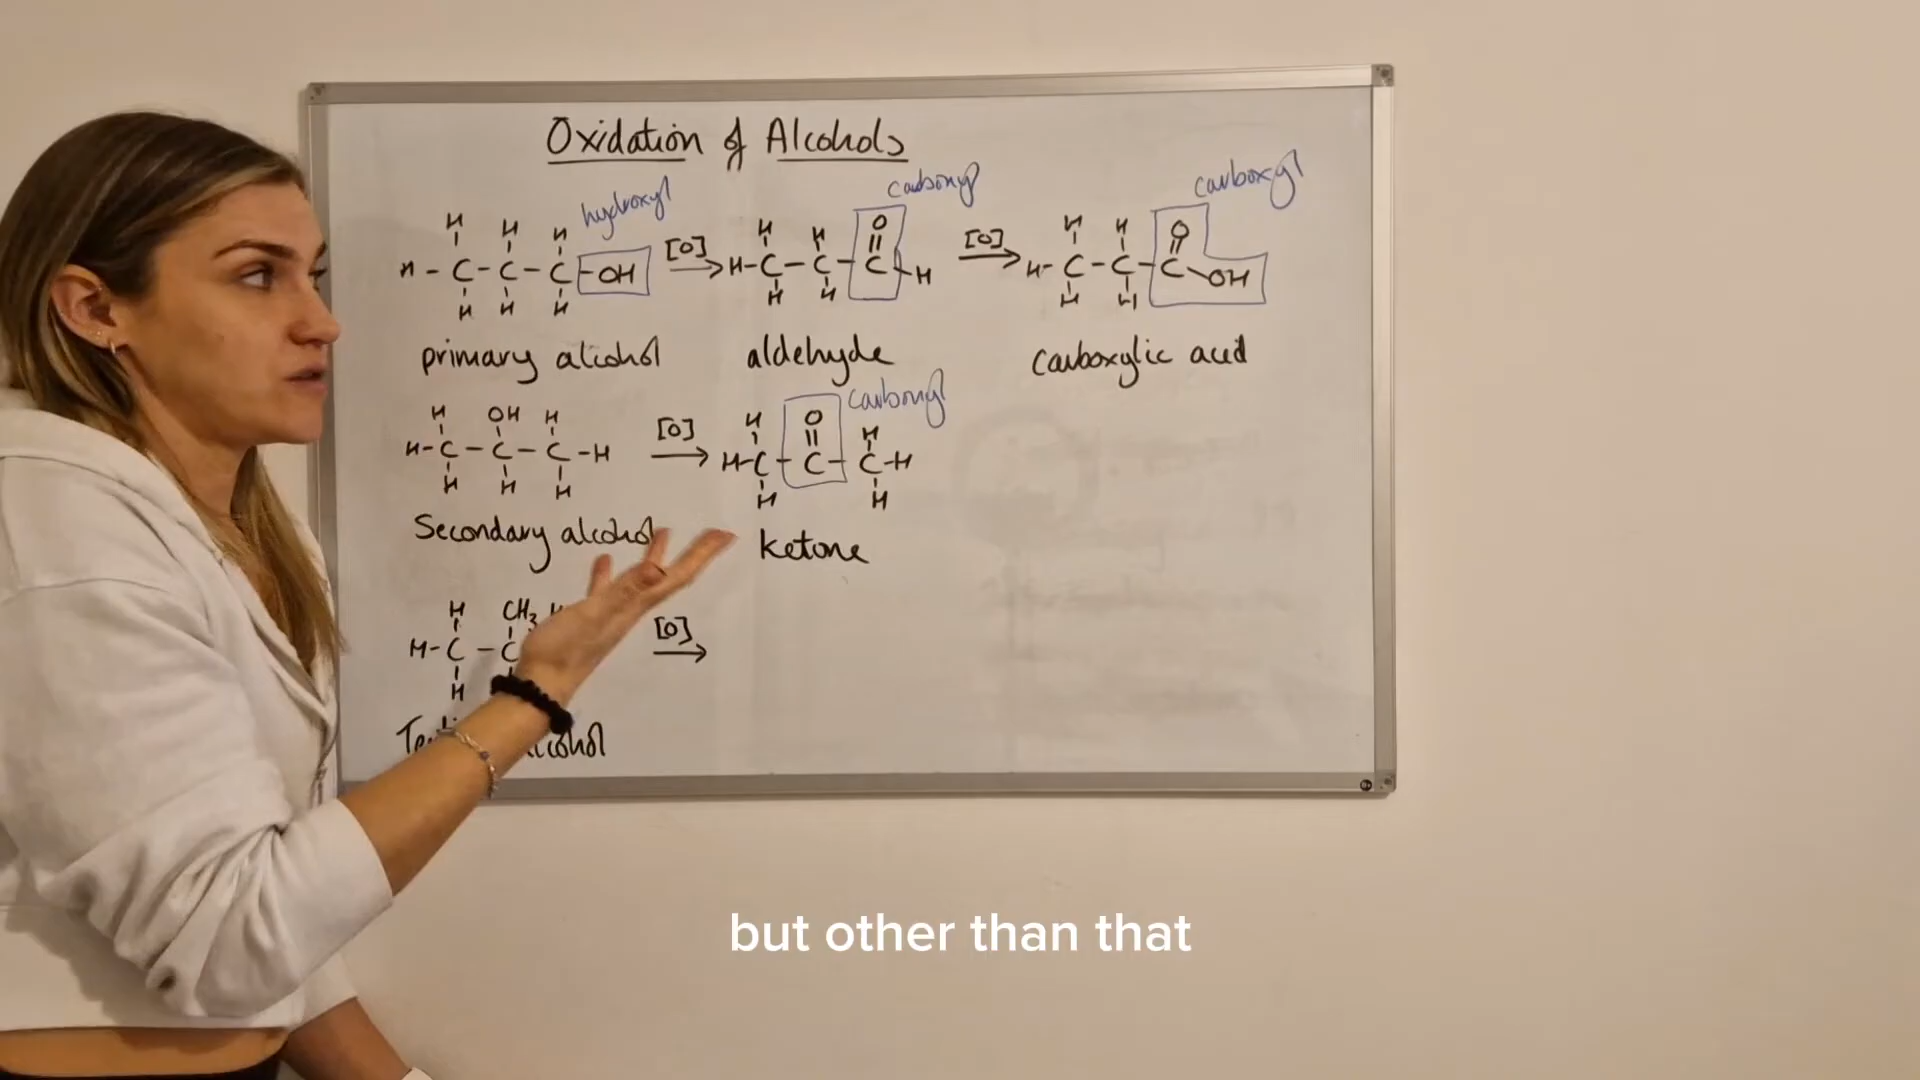 Oxidation of Alcohols
hydroxyl carbonyl carboxyl
H H H O H H O
H - C - C - C - OH [O] H - C - C - C - H [O] H - C - C - C - OH
H H H H H H H
primary alcohol aldehyde carboxylic acid
carbonyl
H OH H H O H
H - C - C - C - H [O] H - C - C - C - H
H H H H H
Secondary alcohol ketone
H CH3 H
H - C - C [O]
H
alcohol
but other than that